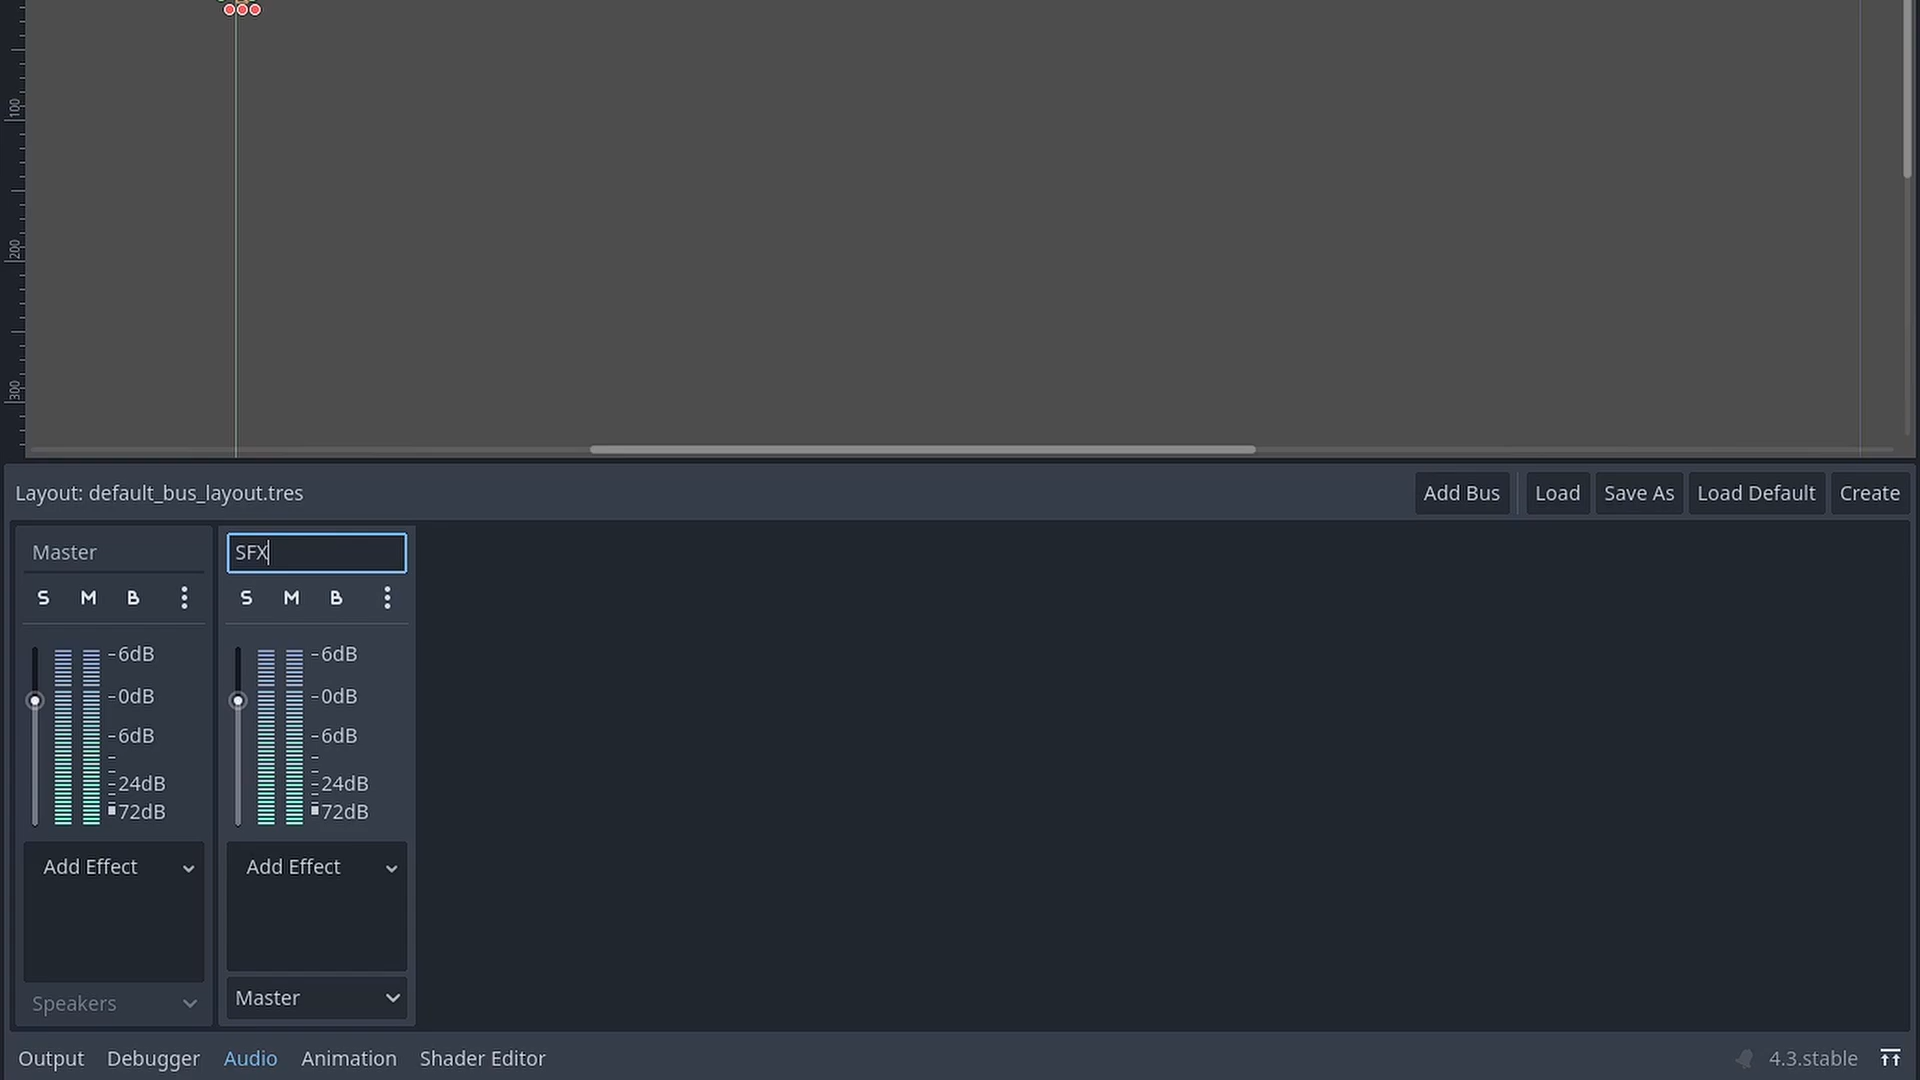 100
200
300
Layout: default_bus_layout.tres
Add Bus
Load
Save As
Load Default
Create
Master
SFX
S M B
S M B
6dB
0dB
6dB
24dB
72dB
6dB
0dB
6dB
24dB
72dB
Add Effect
Add Effect
Speakers
Master
Output
Debugger
Audio
Animation
Shader Editor
4.3.stable